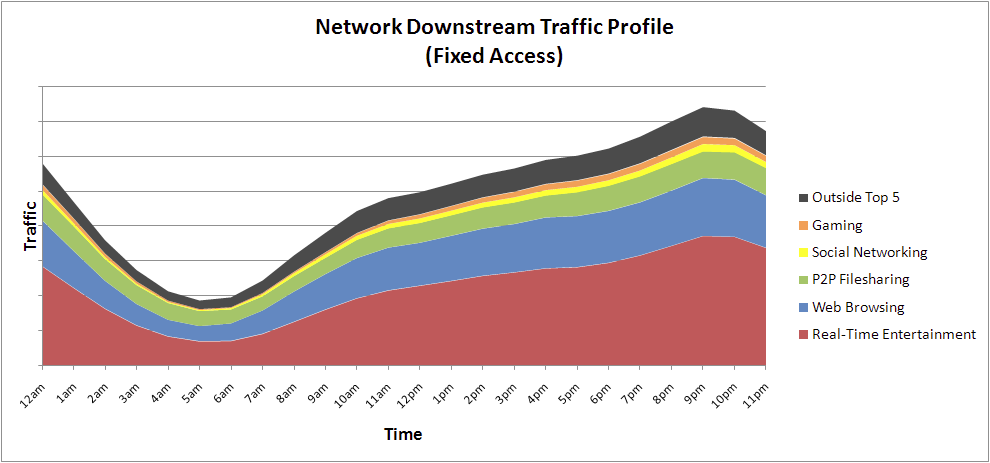 Network Downstream Traffic Profile
(Fixed Access)
Traffic
Outside Top 5
Gaming
Social Networking
P2P Filesharing
Web Browsing
Real-Time Entertainment
12am 1am 2am 3am 4am 5am 6am 7am 8am 9am 10am 11am 12pm 1pm 2pm 3pm 4pm 5pm 6pm 7pm 8pm 9pm 10pm 11pm
Time